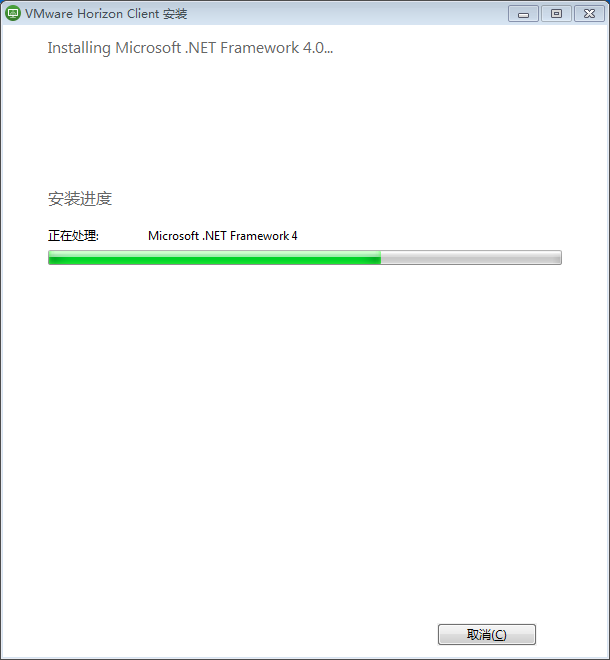 VMware Horizon Client 安装
Installing Microsoft .NET Framework 4.0...
安装进度
正在处理: Microsoft .NET Framework 4
取消(C)